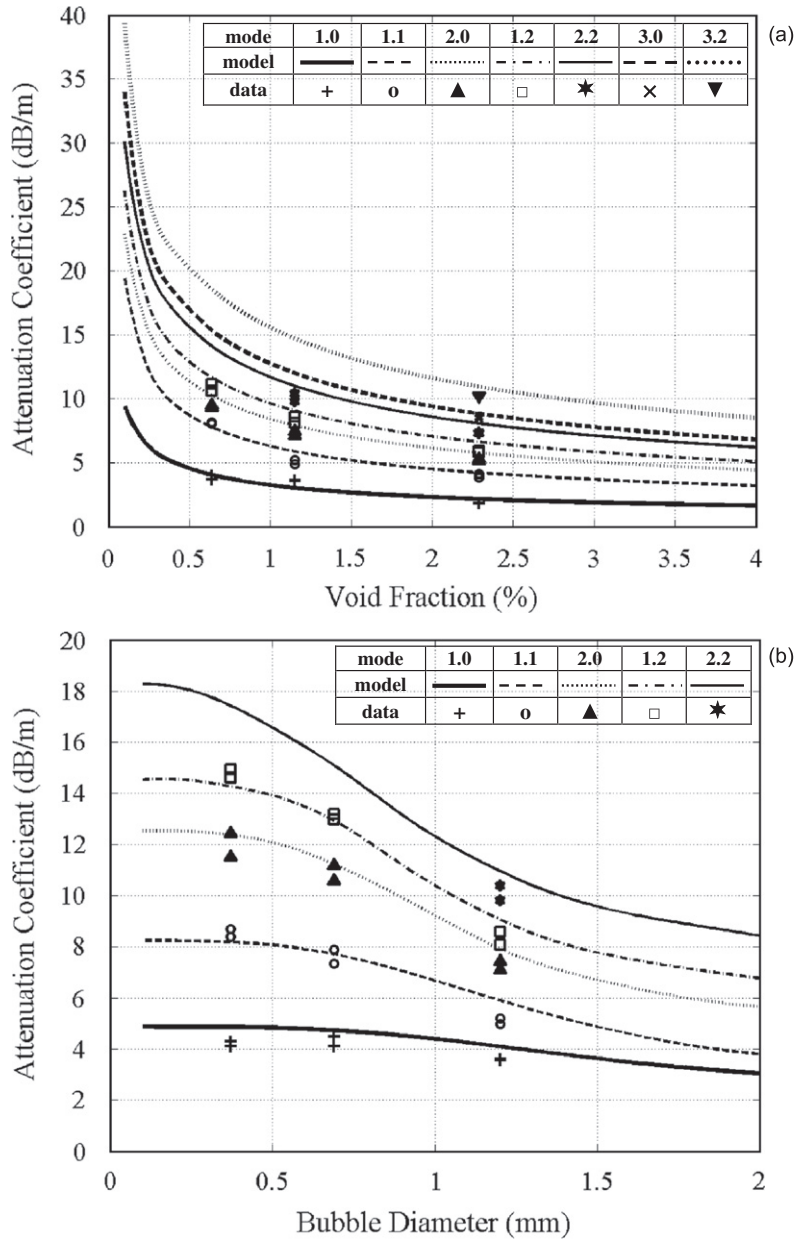 (a)
mode 1.0 1.1 2.0 1.2 2.2 3.0 3.2
model
data + o ▲ □ ✶ × ▼
40
35
30
25
20
15
10
5
0
Attenuation Coefficient (dB/m)
0 0.5 1 1.5 2 2.5 3 3.5 4
Void Fraction (%)
(b)
mode 1.0 1.1 2.0 1.2 2.2
model
data + o ▲ □ ✶
20
18
16
14
12
10
8
6
4
2
0
Attenuation Coefficient (dB/m)
0 0.5 1 1.5 2
Bubble Diameter (mm)